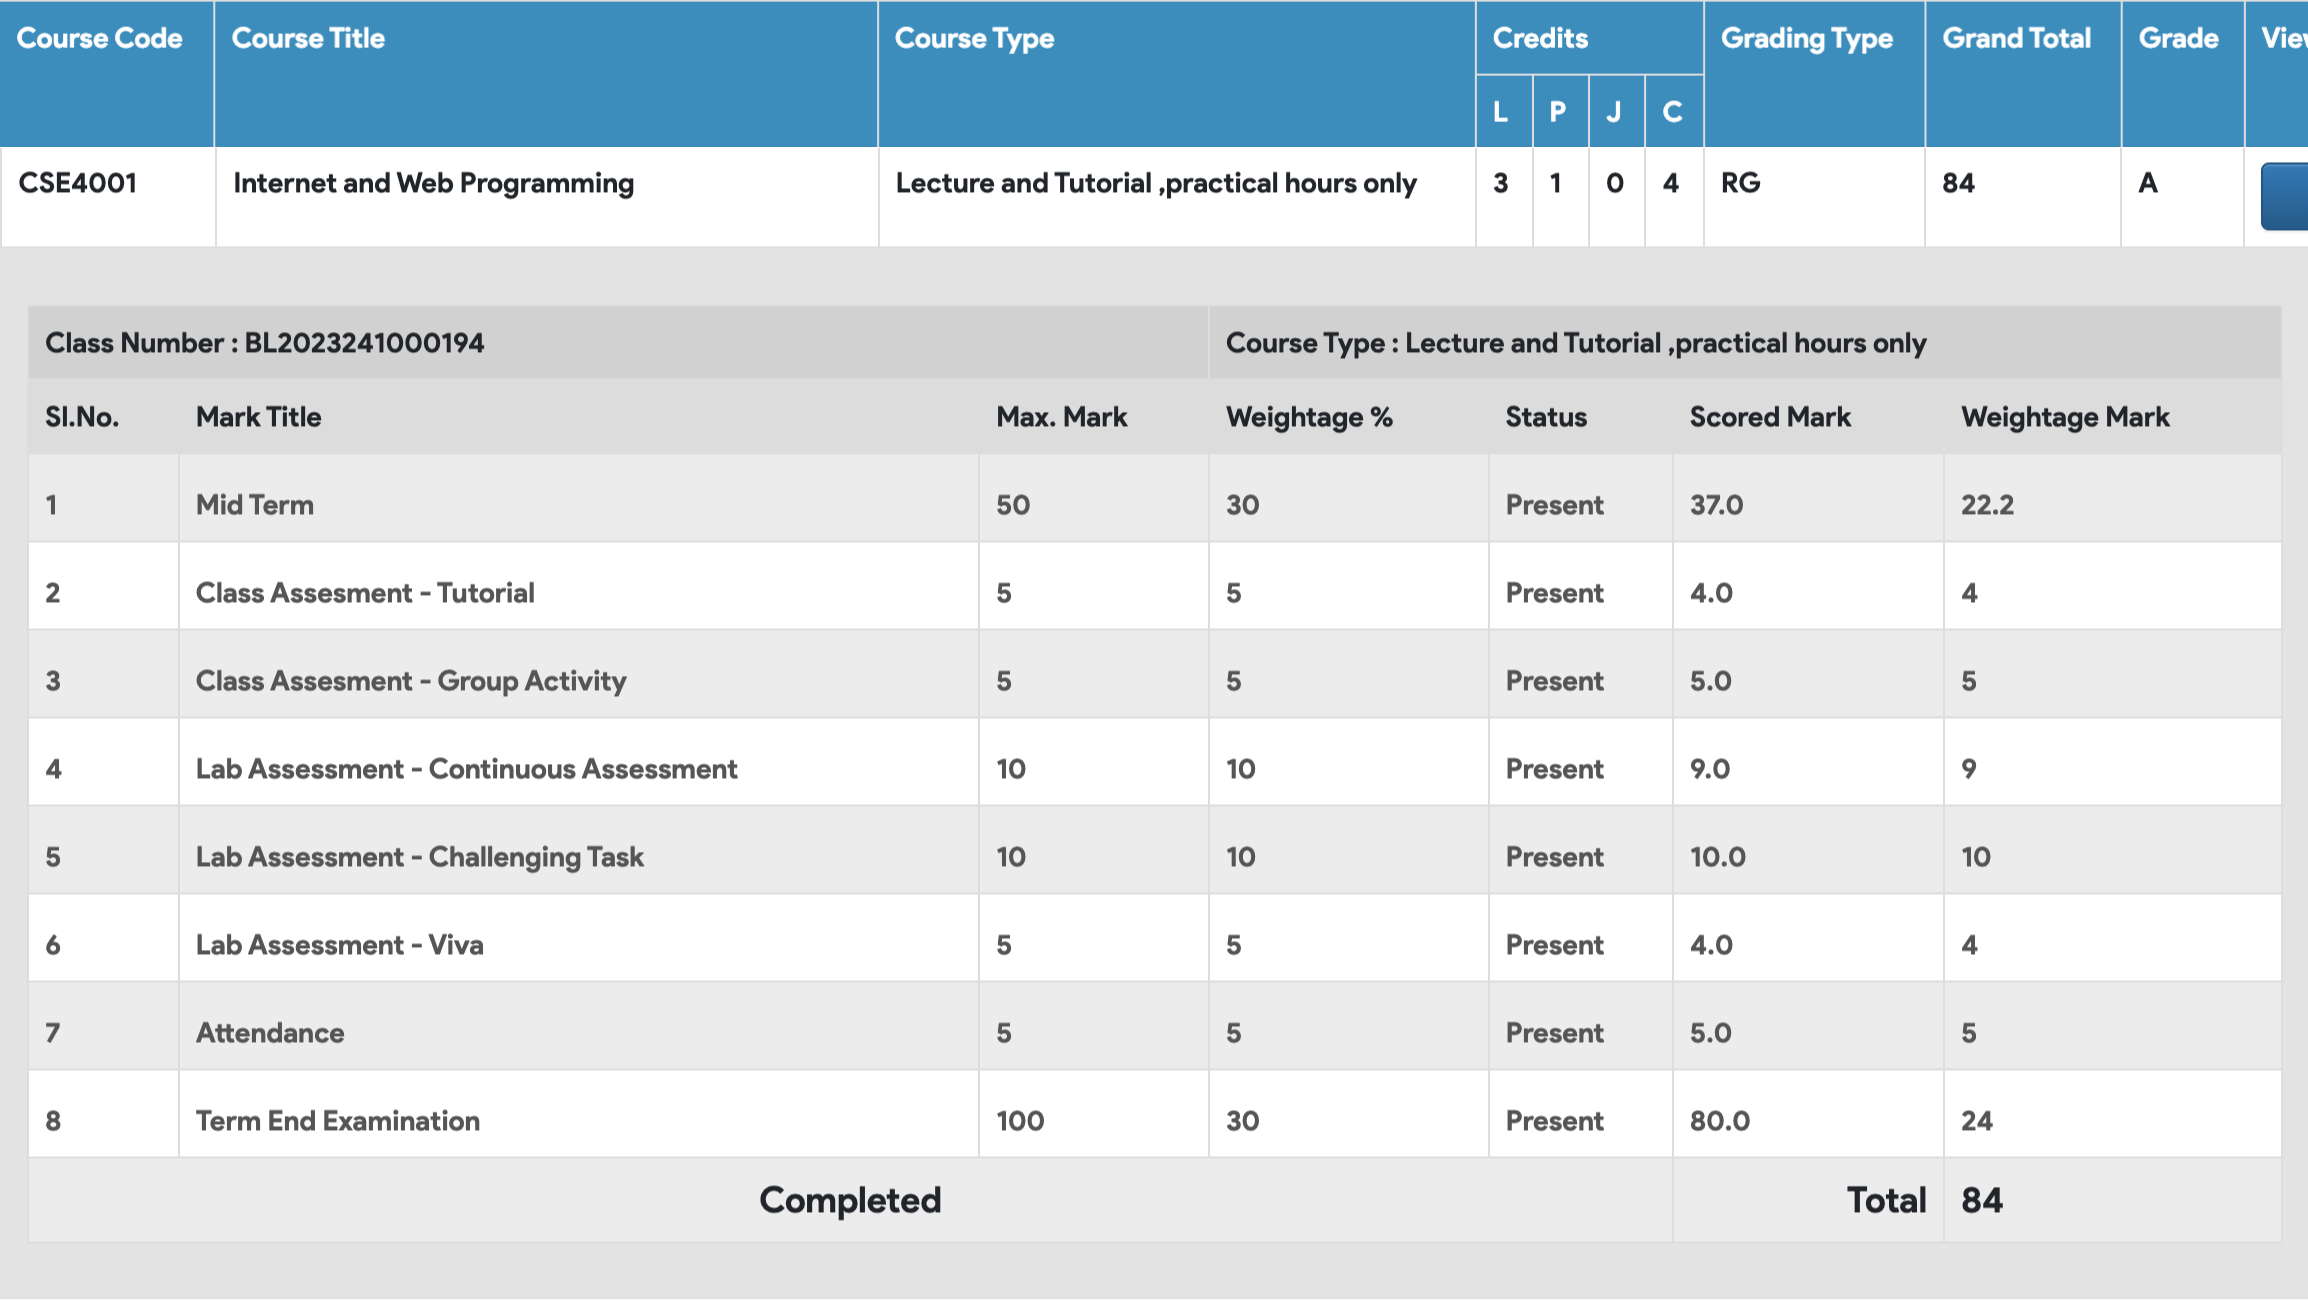 Course Code Course Title Course Type Credits Grading Type Grand Total Grade
L P J C
CSE4001 Internet and Web Programming Lecture and Tutorial ,practical hours only 3 1 0 4 RG 84 A
Class Number : BL2023241000194 Course Type : Lecture and Tutorial ,practical hours only
Sl.No. Mark Title Max. Mark Weightage % Status Scored Mark Weightage Mark
1 Mid Term 50 30 Present 37.0 22.2
2 Class Assesment - Tutorial 5 5 Present 4.0 4
3 Class Assesment - Group Activity 5 5 Present 5.0 5
4 Lab Assessment - Continuous Assessment 10 10 Present 9.0 9
5 Lab Assessment - Challenging Task 10 10 Present 10.0 10
6 Lab Assessment - Viva 5 5 Present 4.0 4
7 Attendance 5 5 Present 5.0 5
8 Term End Examination 100 30 Present 80.0 24
Completed Total 84